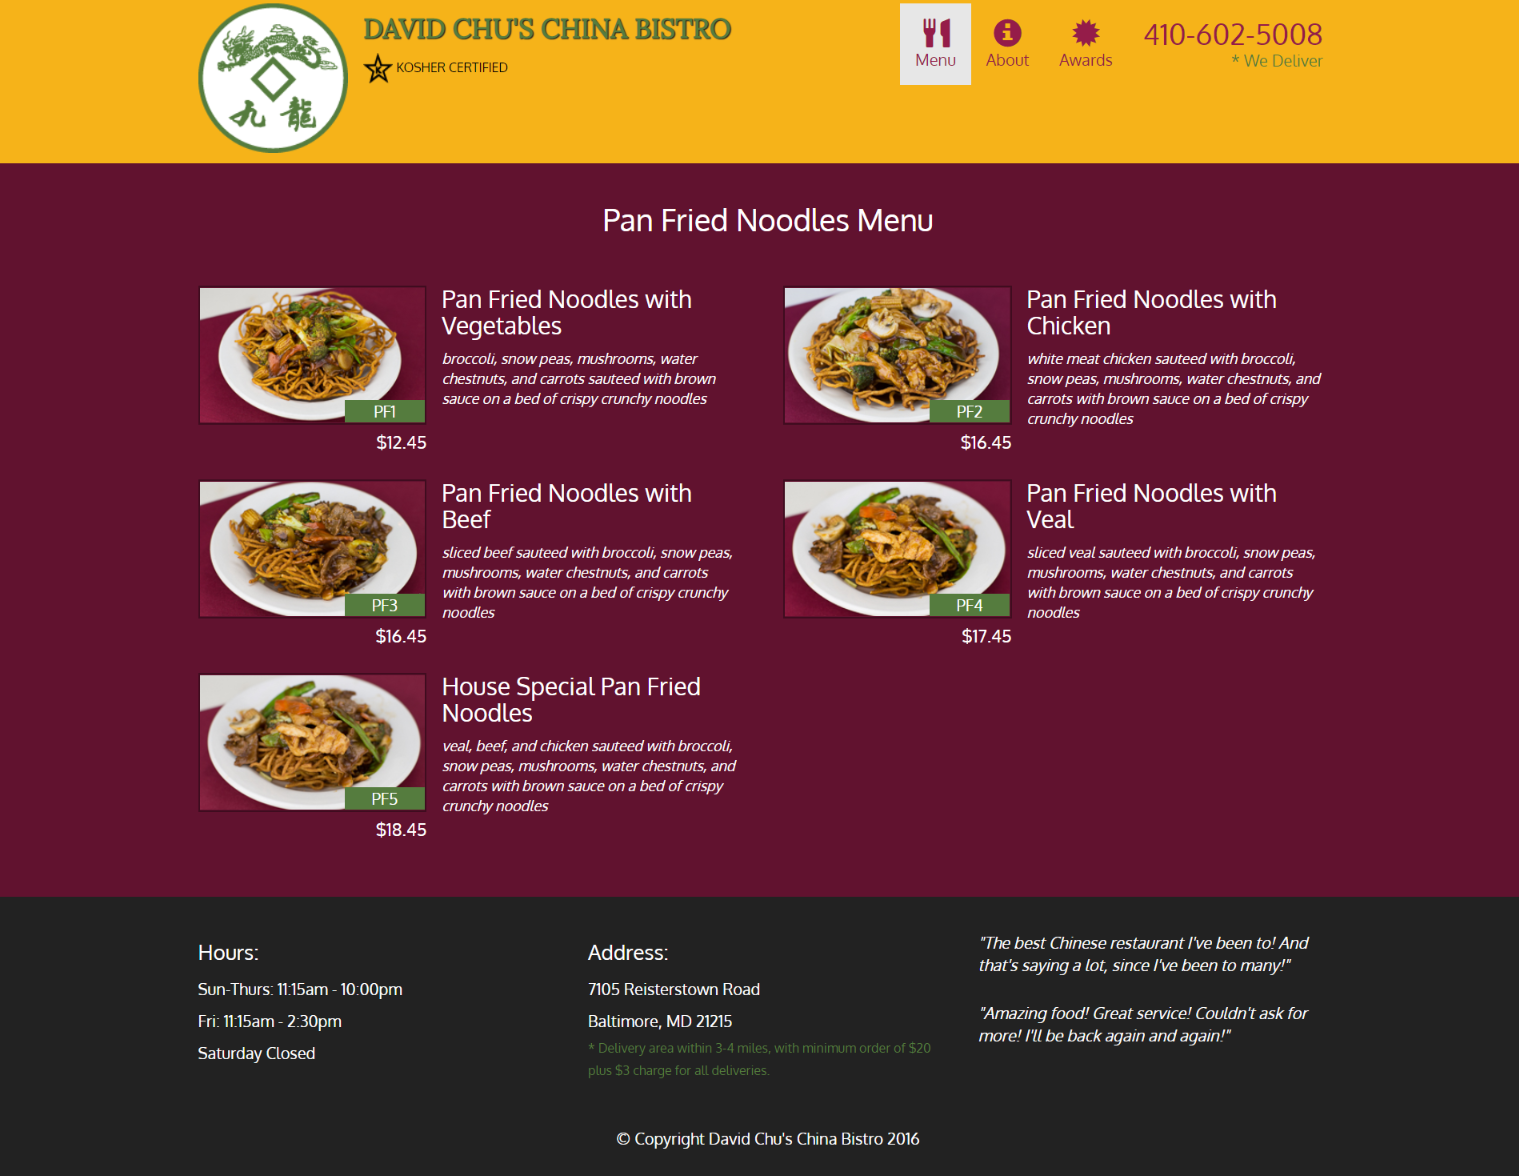 DAVID CHU'S CHINA BISTRO
K
KOSHER CERTIFIED
九龍
Menu
About
Awards
410-602-5008
* We Deliver
Pan Fried Noodles Menu
PF1
$12.45
Pan Fried Noodles with
Vegetables
broccoli, snow peas, mushrooms, water
chestnuts, and carrots sauteed with brown
sauce on a bed of crispy crunchy noodles
PF2
$16.45
Pan Fried Noodles with
Chicken
white meat chicken sauteed with broccoli,
snow peas, mushrooms, water chestnuts, and
carrots with brown sauce on a bed of crispy
crunchy noodles
PF3
$16.45
Pan Fried Noodles with
Beef
sliced beef sauteed with broccoli, snow peas,
mushrooms, water chestnuts, and carrots
with brown sauce on a bed of crispy crunchy
noodles
PF4
$17.45
Pan Fried Noodles with
Veal
sliced veal sauteed with broccoli, snow peas,
mushrooms, water chestnuts, and carrots
with brown sauce on a bed of crispy crunchy
noodles
PF5
$18.45
House Special Pan Fried
Noodles
veal, beef, and chicken sauteed with broccoli,
snow peas, mushrooms, water chestnuts, and
carrots with brown sauce on a bed of crispy
crunchy noodles
Hours:
Sun-Thurs: 11:15am - 10:00pm
Fri: 11:15am - 2:30pm
Saturday Closed
Address:
7105 Reisterstown Road
Baltimore, MD 21215
* Delivery area within 3-4 miles, with minimum order of $20
plus $3 charge for all deliveries.
"The best Chinese restaurant I've been to! And
that's saying a lot, since I've been to many!"
"Amazing food! Great service! Couldn't ask for
more! I'll be back again and again!"
© Copyright David Chu's China Bistro 2016